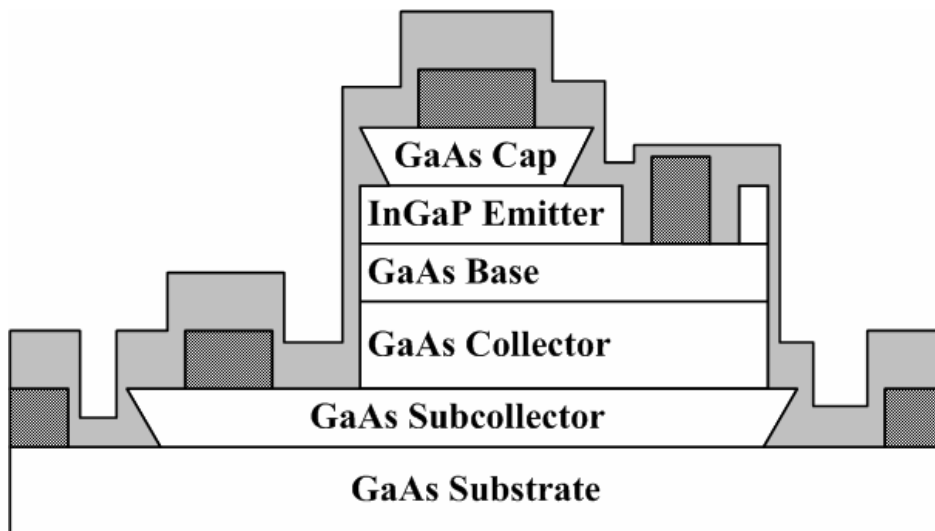 GaAs Cap
InGaP Emitter
GaAs Base
GaAs Collector
GaAs Subcollector
GaAs Substrate